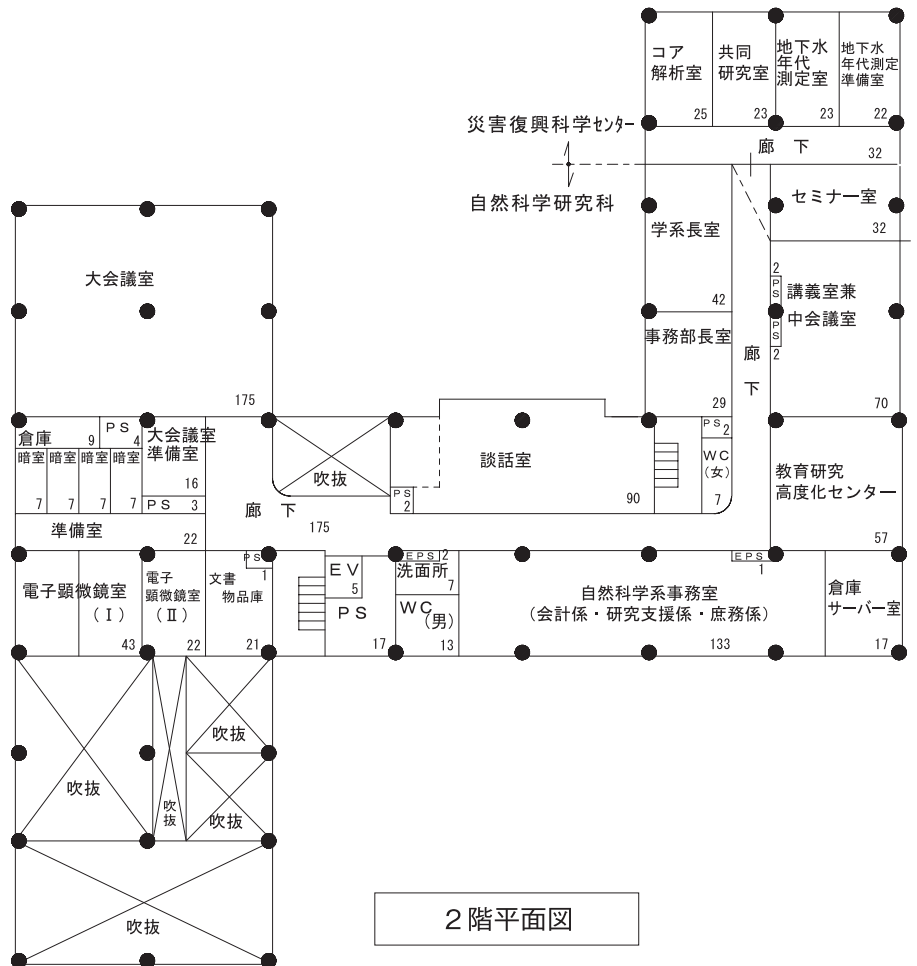 コア
解析室
25
共同
研究室
23
地下水
年代
測定室
23
地下水
年代測定
準備室
22
災害復興科学センター
廊 下
32
自然科学研究科
セミナー室
32
学系長室
42
2
PS
講義室兼
中会議室
PS
2
70
大会議室
175
事務部長室
29
廊
下
倉庫
9
PS
4
大会議室
準備室
16
暗室
7
暗室
7
暗室
7
暗室
7
PS
3
吹抜
談話室
90
PS
2
PS
2
WC
(女)
7
教育研究
高度化センター
57
準備室
22
廊 下
175
電子顕微鏡室
(Ⅰ)
43
電子
顕微鏡室
(Ⅱ)
22
PS
1
文書
物品庫
21
EV
5
PS
17
EPS
2
洗面所
7
WC
(男)
13
EPS
1
自然科学系事務室
(会計係・研究支援係・庶務係)
133
倉庫
サーバー室
17
吹抜
吹抜
吹抜
吹抜
吹抜
2階平面図